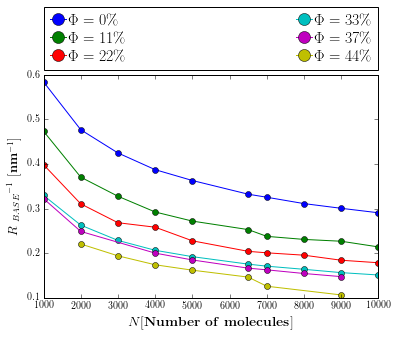 Φ = 0% Φ = 33%
Φ = 11% Φ = 37%
Φ = 22% Φ = 44%
0.6
0.5
0.4
0.3
0.2
0.1
R BASE⁻¹ [nm⁻¹]
1000 2000 3000 4000 5000 6000 7000 8000 9000 10000
N[Number of molecules]